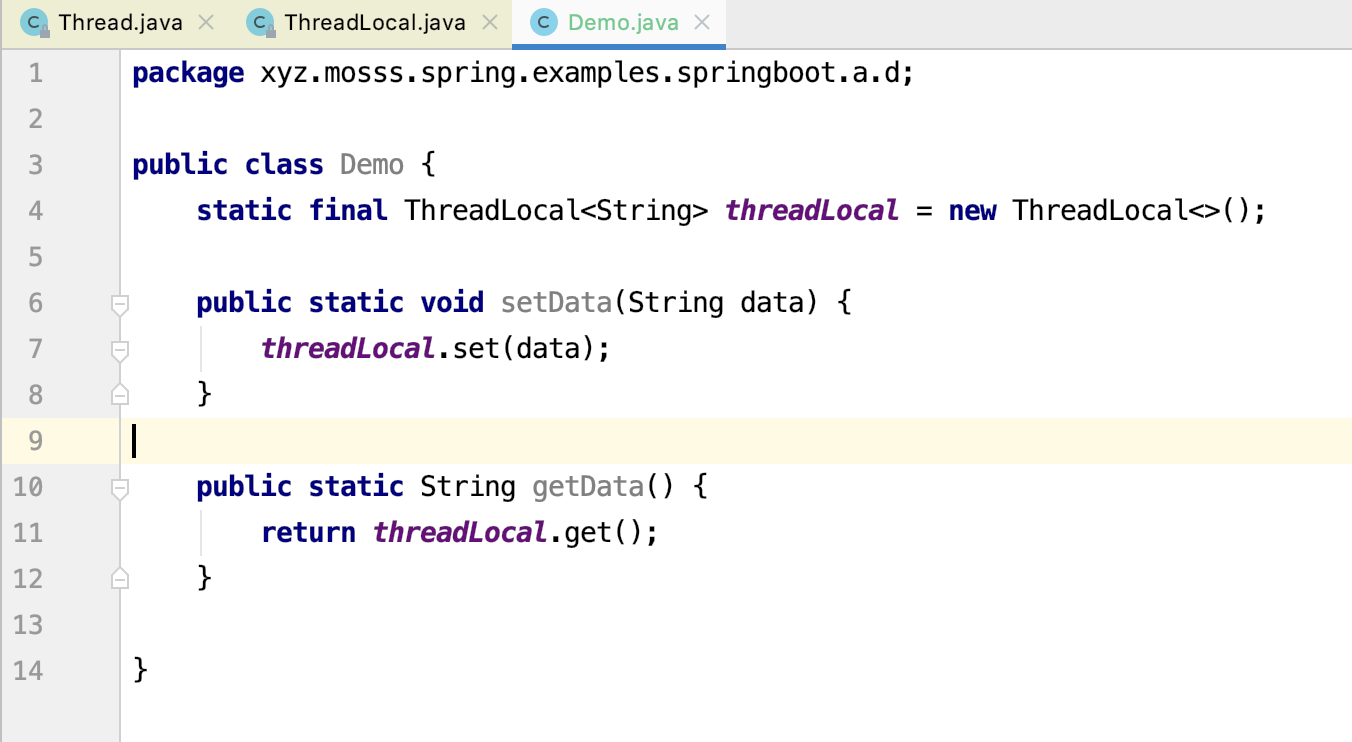 Thread.java ThreadLocal.java Demo.java
1 package xyz.mosss.spring.examples.springboot.a.d;
2
3 public class Demo {
4     static final ThreadLocal<String> threadLocal = new ThreadLocal<>();
5
6     public static void setData(String data) {
7         threadLocal.set(data);
8     }
9
10     public static String getData() {
11         return threadLocal.get();
12     }
13
14 }